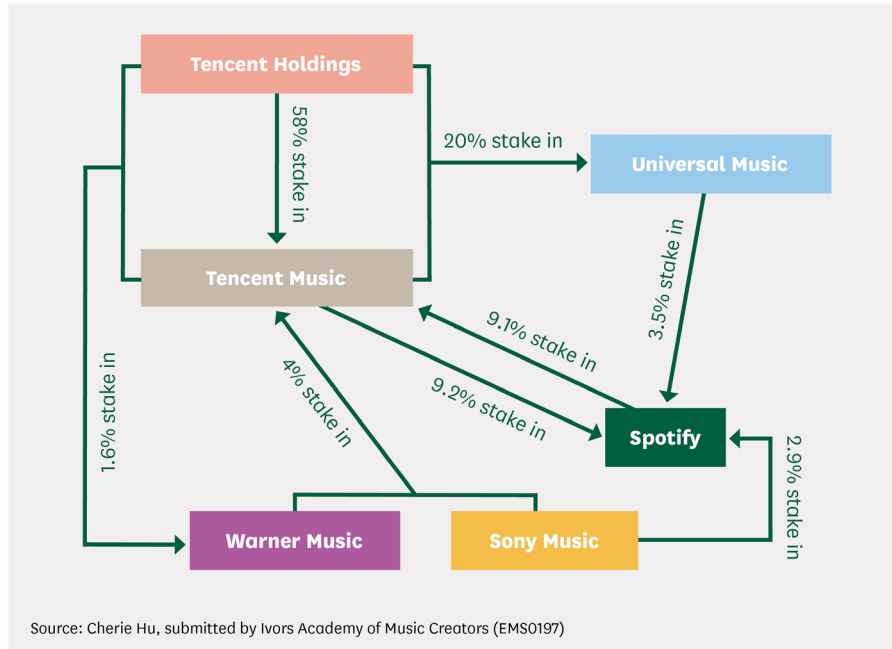 Tencent Holdings
58% stake in
20% stake in
Universal Music
Tencent Music
3.5% stake in
9.1% stake in
9.2% stake in
4% stake in
1.6% stake in
Spotify
2.9% stake in
Warner Music
Sony Music
Source: Cherie Hu, submitted by Ivors Academy of Music Creators (EMS0197)